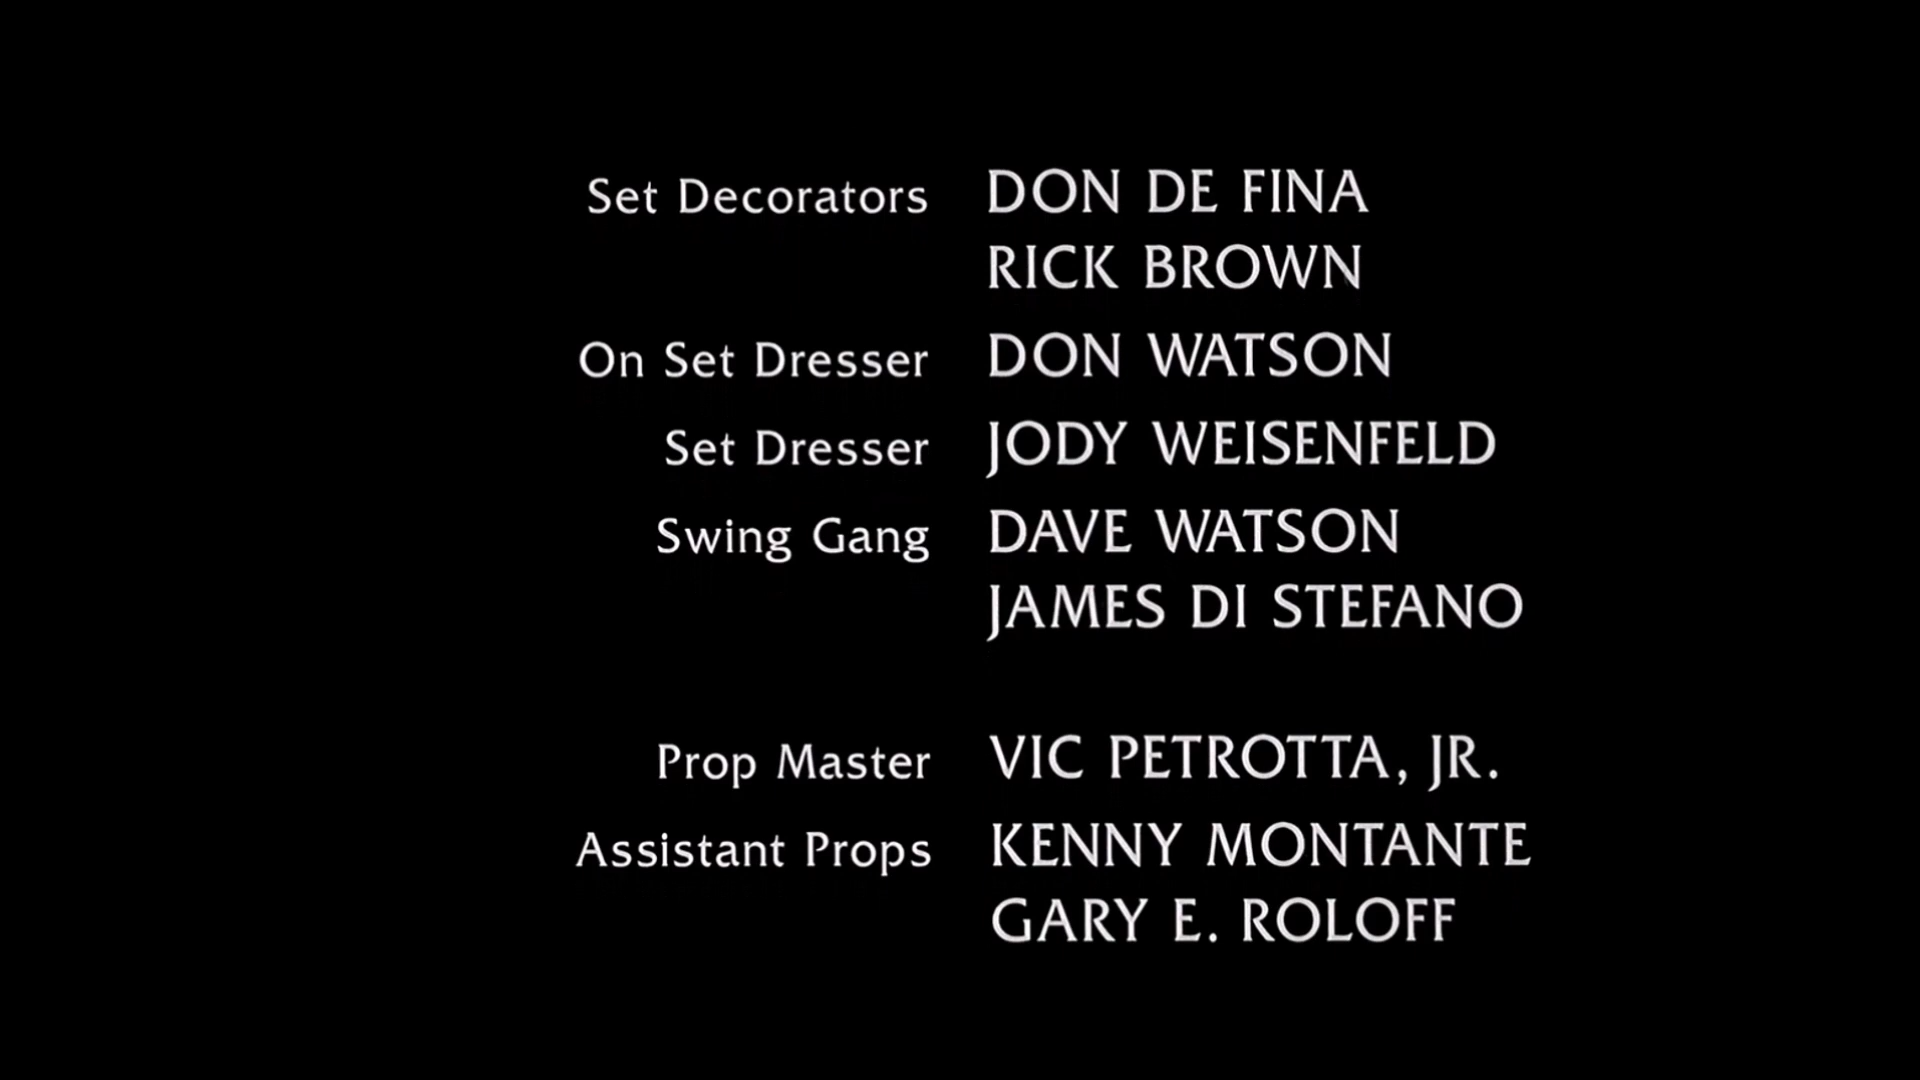 Set Decorators DON DE FINA
RICK BROWN
On Set Dresser DON WATSON
Set Dresser JODY WEISENFELD
Swing Gang DAVE WATSON
JAMES DI STEFANO
Prop Master VIC PETROTTA, JR.
Assistant Props KENNY MONTANTE
GARY E. ROLOFF